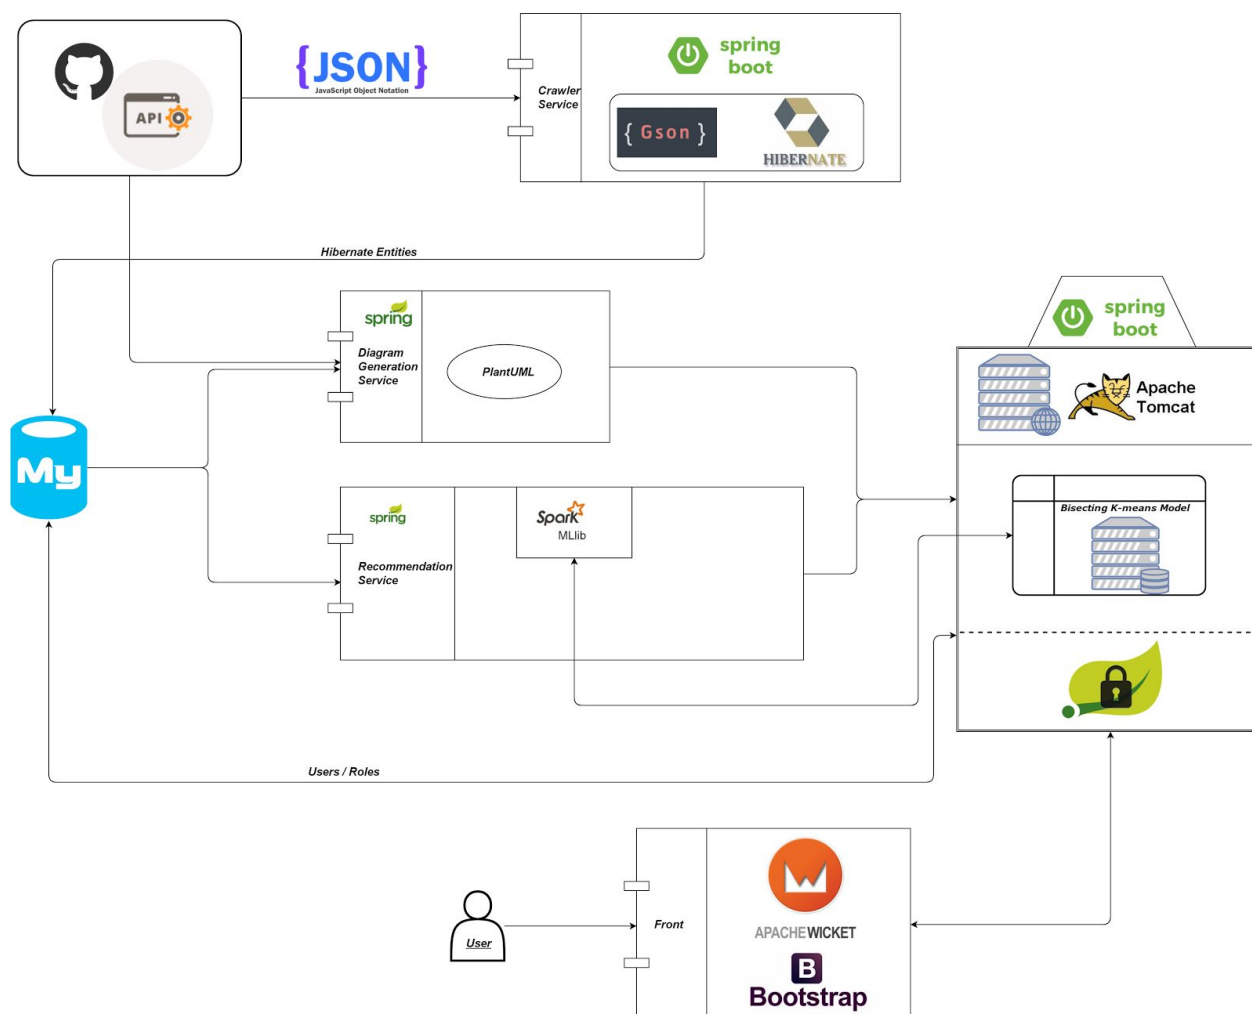 {JSON}
JavaScript Object Notation
API
Crawler
Service
spring
boot
{ Gson }
HIBERNATE
Hibernate Entities
spring
Diagram
Generation
Service
PlantUML
spring
boot
Apache
Tomcat
My
spring
Recommendation
Service
Spark
MLlib
Bisecting K-means Model
Users / Roles
User
Front
APACHE WICKET
B
Bootstrap